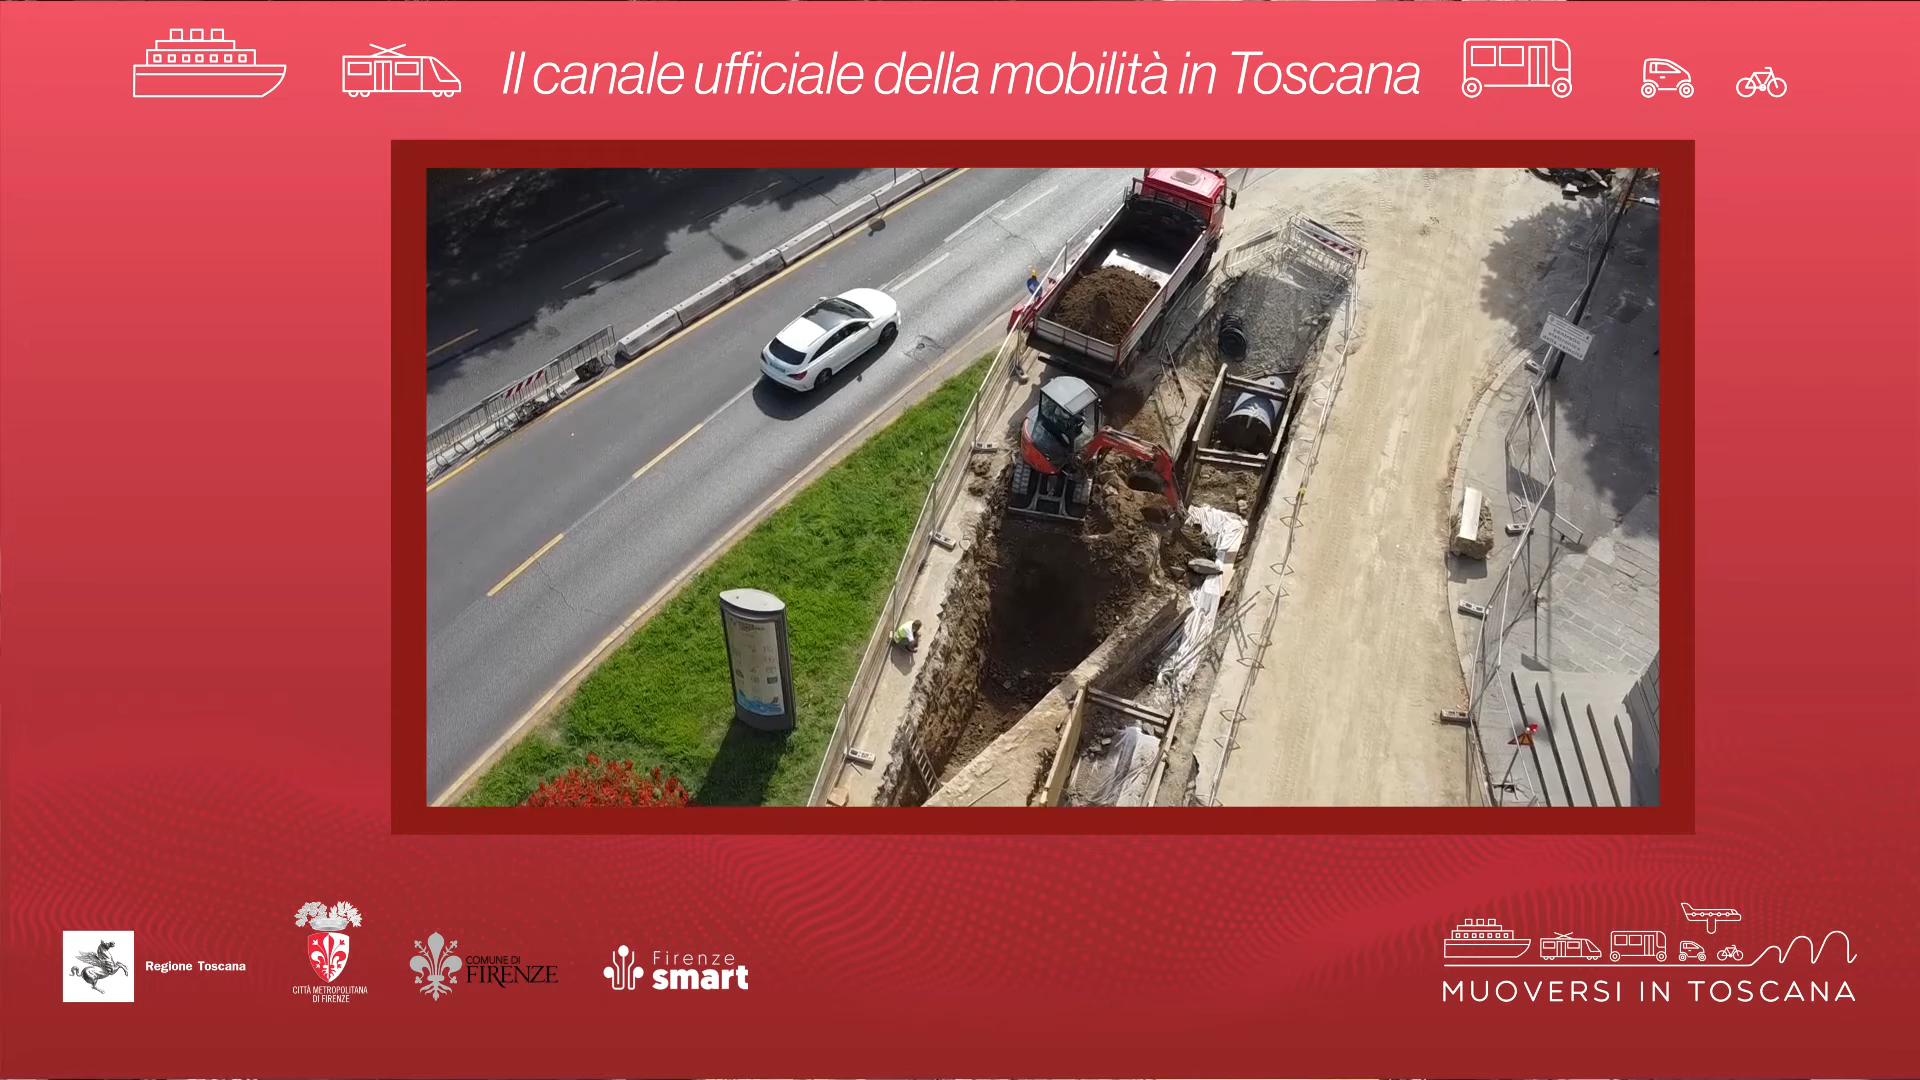 Il canale ufficiale della mobilità in Toscana
Regione Toscana
CITTÀ METROPOLITANA
DI FIRENZE
COMUNE DI
FIRENZE
Firenze
smart
MUOVERSI IN TOSCANA